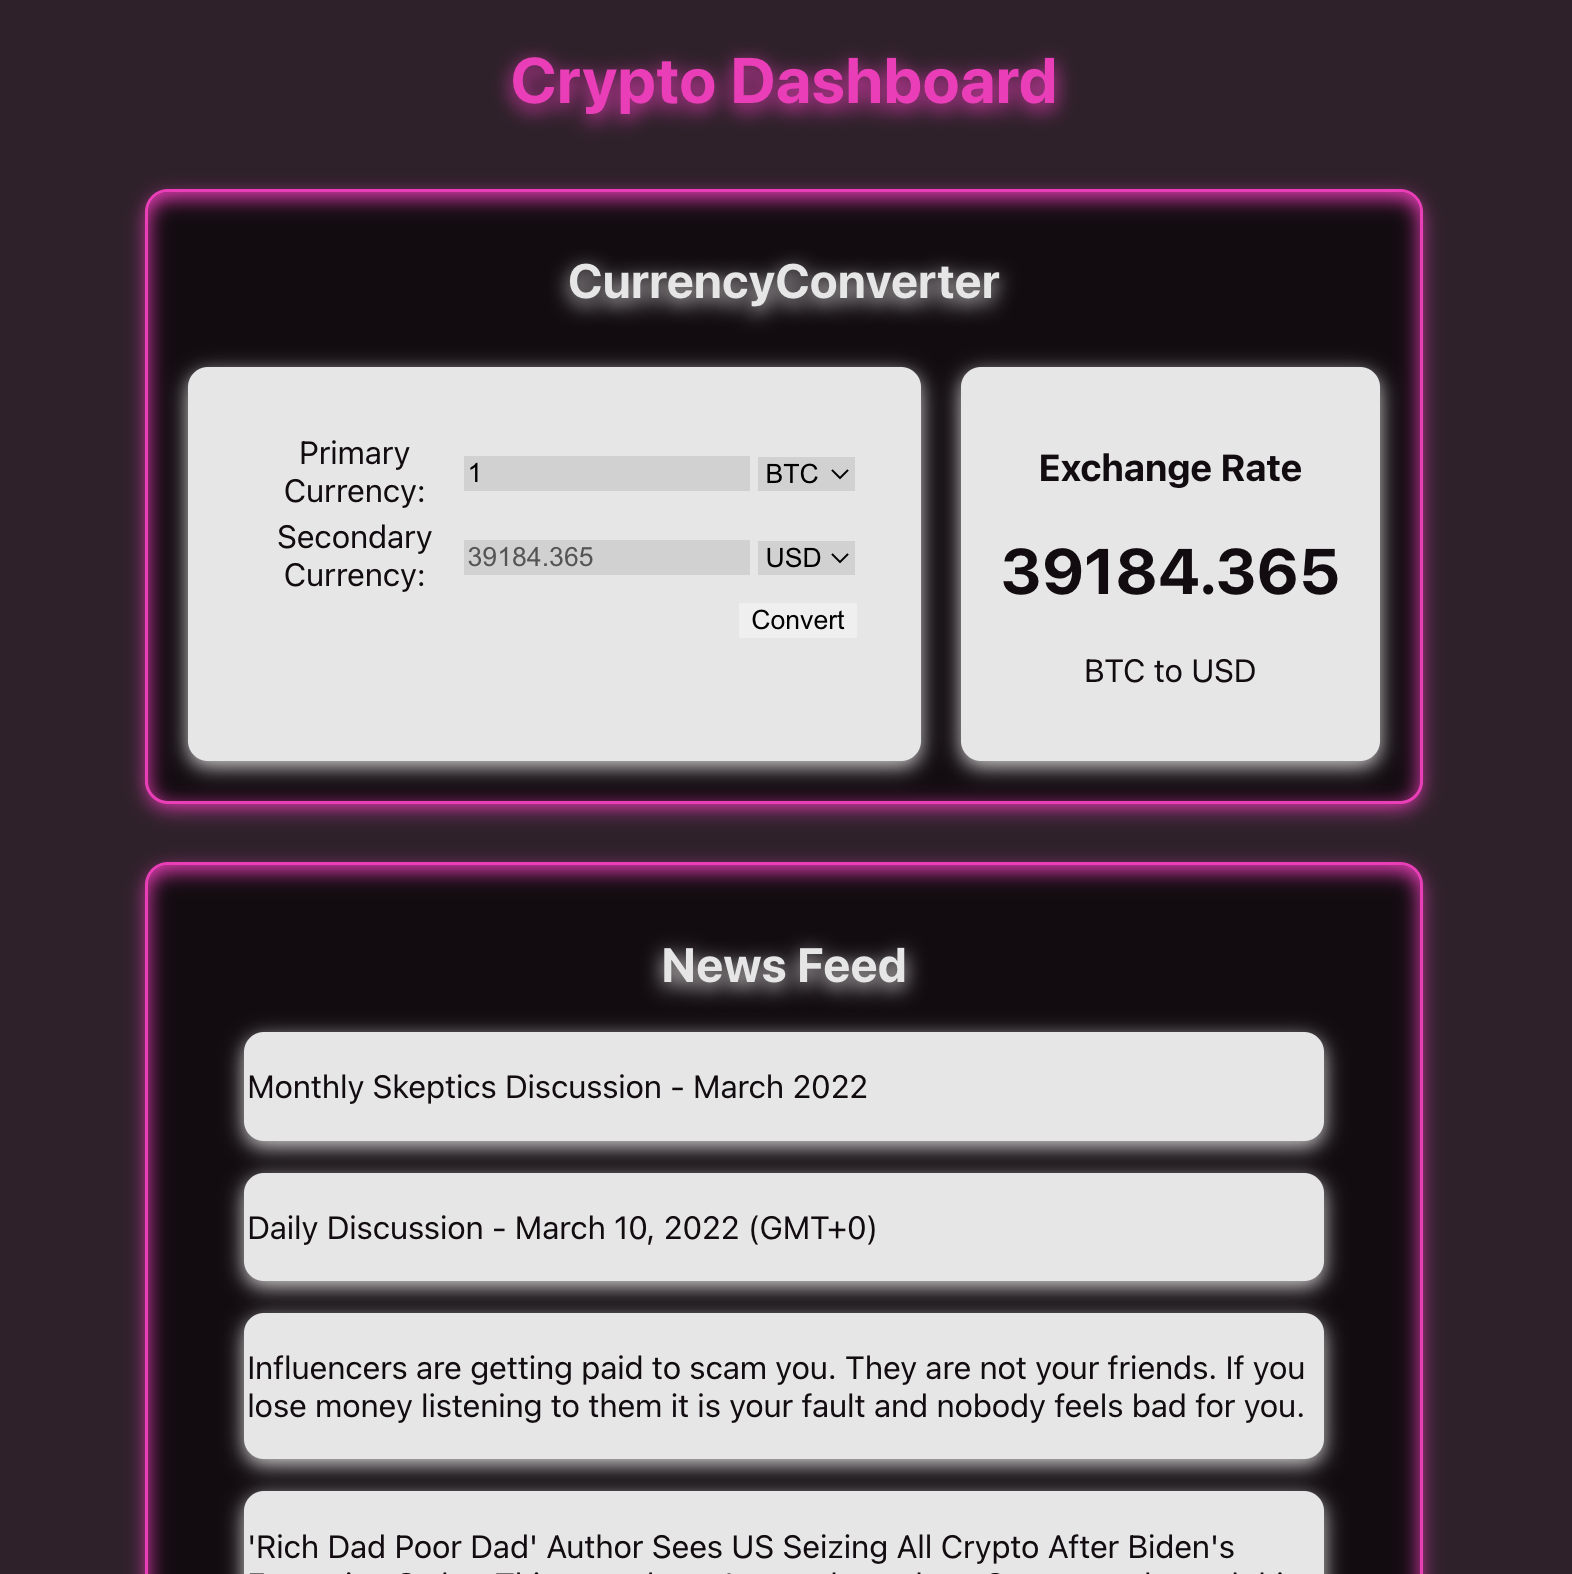 Crypto Dashboard
CurrencyConverter
Primary
Currency:
1
BTC
Secondary
Currency:
39184.365
USD
Convert
Exchange Rate
39184.365
BTC to USD
News Feed
Monthly Skeptics Discussion - March 2022
Daily Discussion - March 10, 2022 (GMT+0)
Influencers are getting paid to scam you. They are not your friends. If you
lose money listening to them it is your fault and nobody feels bad for you.
'Rich Dad Poor Dad' Author Sees US Seizing All Crypto After Biden's